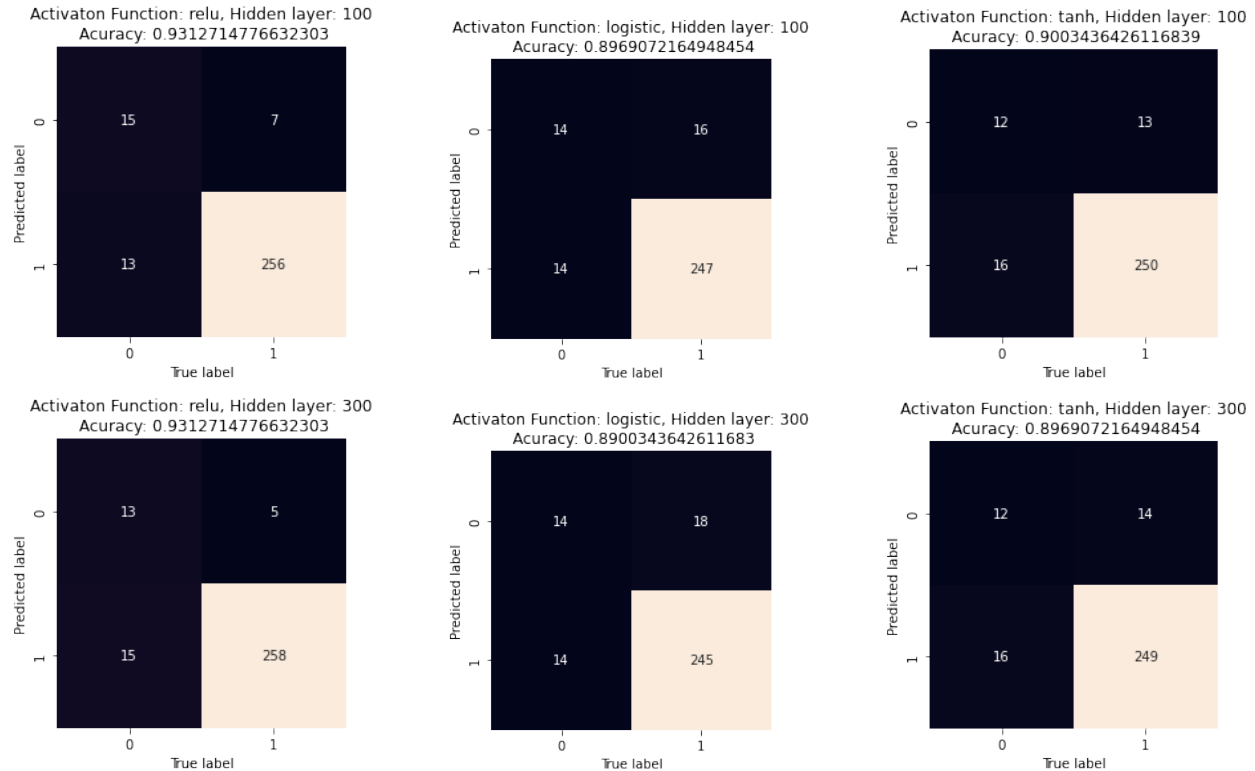 Activaton Function: relu, Hidden layer: 100
Acuracy: 0.9312714776632303
0
15
7
Predicted label
1
13
256
0
1
True label
Activaton Function: logistic, Hidden layer: 100
Acuracy: 0.8969072164948454
0
14
16
Predicted label
1
14
247
0
1
True label
Activaton Function: tanh, Hidden layer: 100
Acuracy: 0.9003436426116839
0
12
13
Predicted label
1
16
250
0
1
True label
Activaton Function: relu, Hidden layer: 300
Acuracy: 0.9312714776632303
0
13
5
Predicted label
1
15
258
0
1
True label
Activaton Function: logistic, Hidden layer: 300
Acuracy: 0.8900343642611683
0
14
18
Predicted label
1
14
245
0
1
True label
Activaton Function: tanh, Hidden layer: 300
Acuracy: 0.8969072164948454
0
12
14
Predicted label
1
16
249
0
1
True label